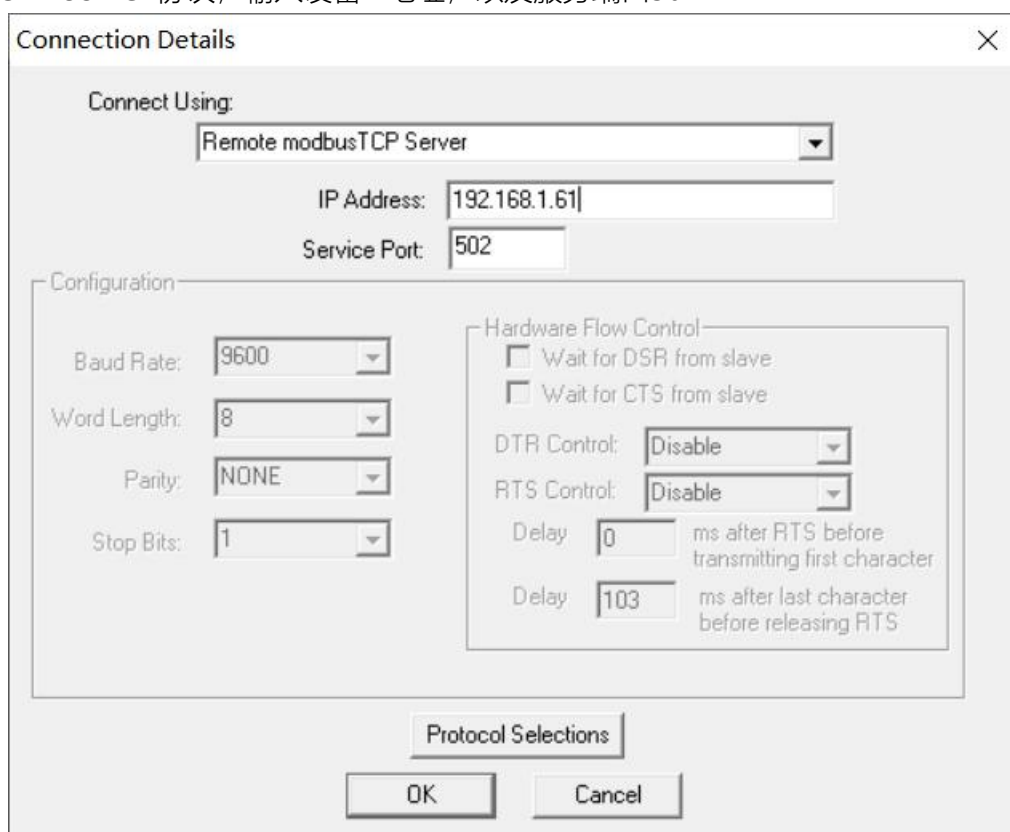 Connection Details
Connect Using:
Remote modbusTCP Server
IP Address: 192.168.1.61
Service Port: 502
Configuration
Baud Rate: 9600
Word Length: 8
Parity: NONE
Stop Bits: 1
Hardware Flow Control
Wait for DSR from slave
Wait for CTS from slave
DTR Control: Disable
RTS Control: Disable
Delay 0 ms after RTS before
transmitting first character
Delay 103 ms after last character
before releasing RTS
Protocol Selections
OK Cancel